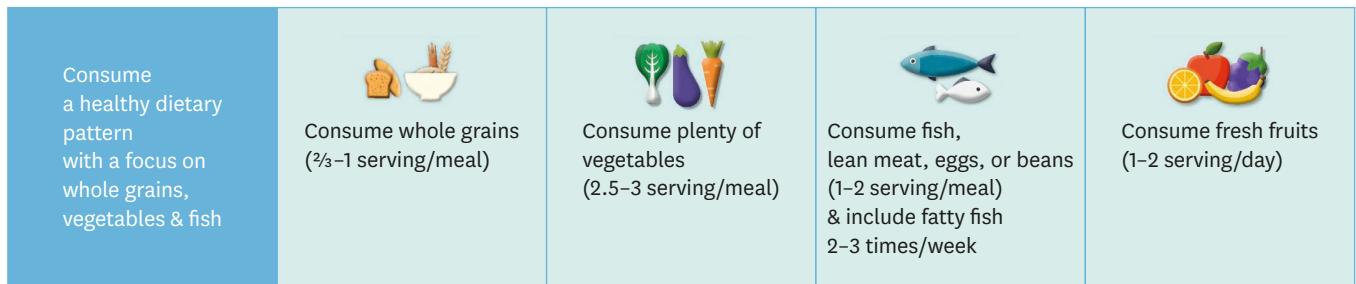 Consume
a healthy dietary
pattern
with a focus on
whole grains,
vegetables & fish
Consume whole grains
(⅔–1 serving/meal)
Consume plenty of
vegetables
(2.5–3 serving/meal)
Consume fish,
lean meat, eggs, or beans
(1–2 serving/meal)
& include fatty fish
2–3 times/week
Consume fresh fruits
(1–2 serving/day)